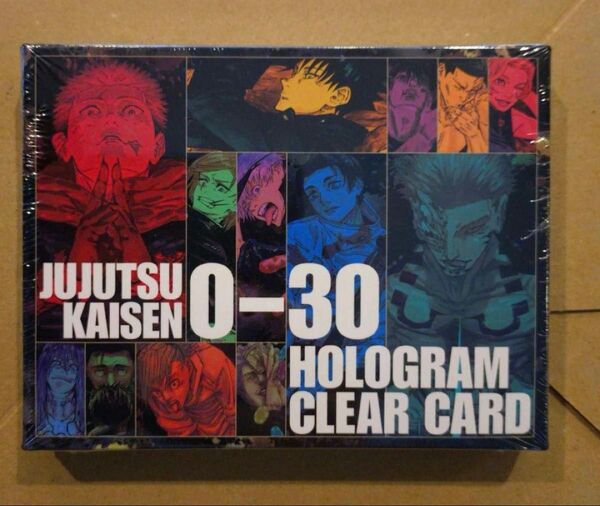 JUJUTSU
KAISEN 0-30
HOLOGRAM
CLEAR CARD